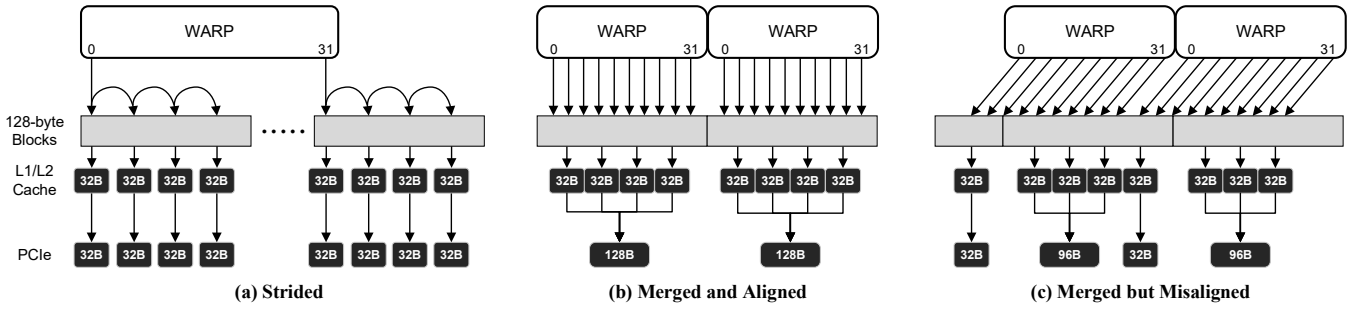 WARP WARP WARP WARP WARP
0 31 0 31 0 31 0 31 0 31
128-byte
Blocks
L1/L2
Cache
32B 32B 32B 32B 32B 32B 32B 32B 32B 32B 32B 32B 32B 32B 32B 32B 32B 32B 32B 32B 32B 32B 32B 32B
PCIe
32B 32B 32B 32B 32B 32B 32B 32B 128B 128B 32B 96B 32B 96B
(a) Strided (b) Merged and Aligned (c) Merged but Misaligned